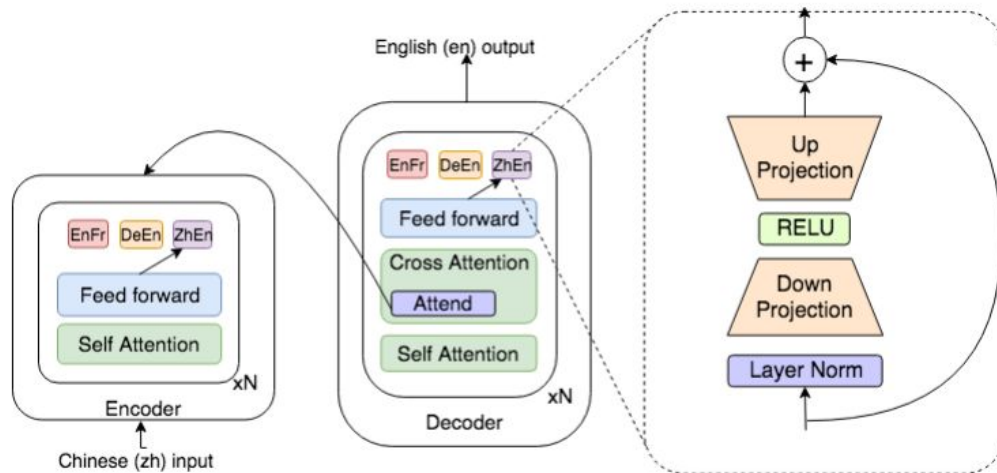 English (en) output
EnFr DeEn ZhEn
Feed forward
Cross Attention
Attend
Self Attention
xN
Decoder
EnFr DeEn ZhEn
Feed forward
Self Attention
xN
Encoder
Chinese (zh) input
+
Up
Projection
RELU
Down
Projection
Layer Norm